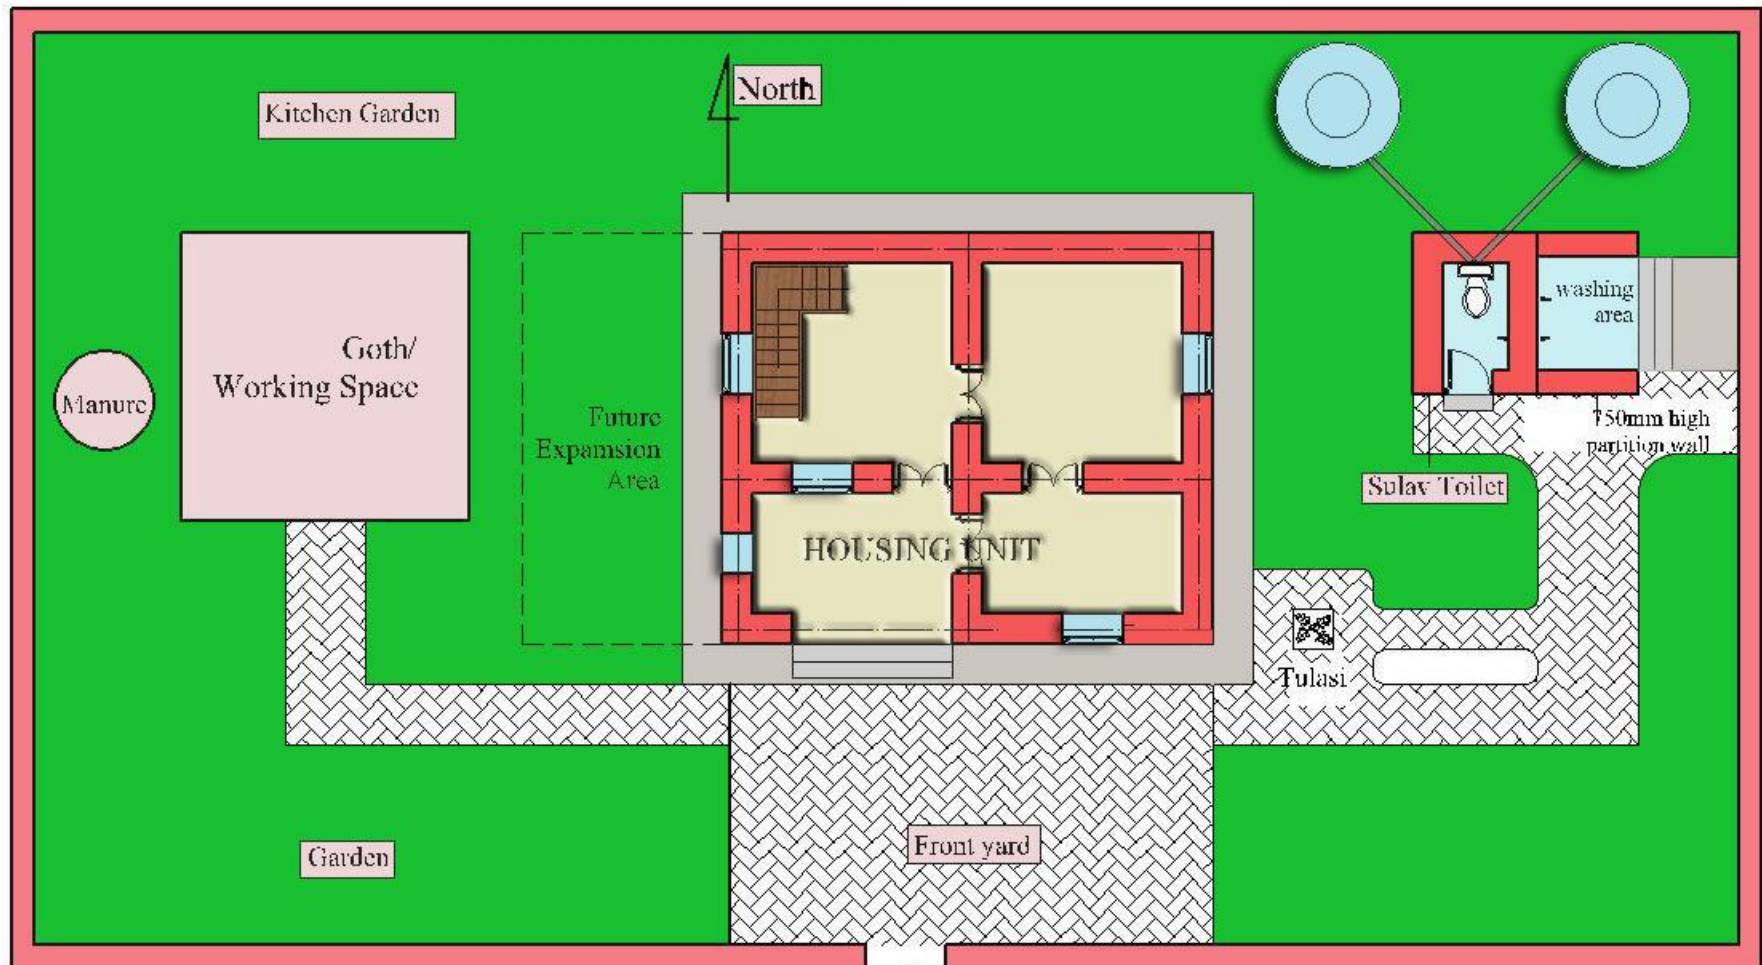 North
Kitchen Garden
Goth/
Working Space
Manure
Future
Expamsion
Area
HOUSING UNIT
washing
area
750mm high
partition wall
Sulav Toilet
Tulasi
Garden
Front yard